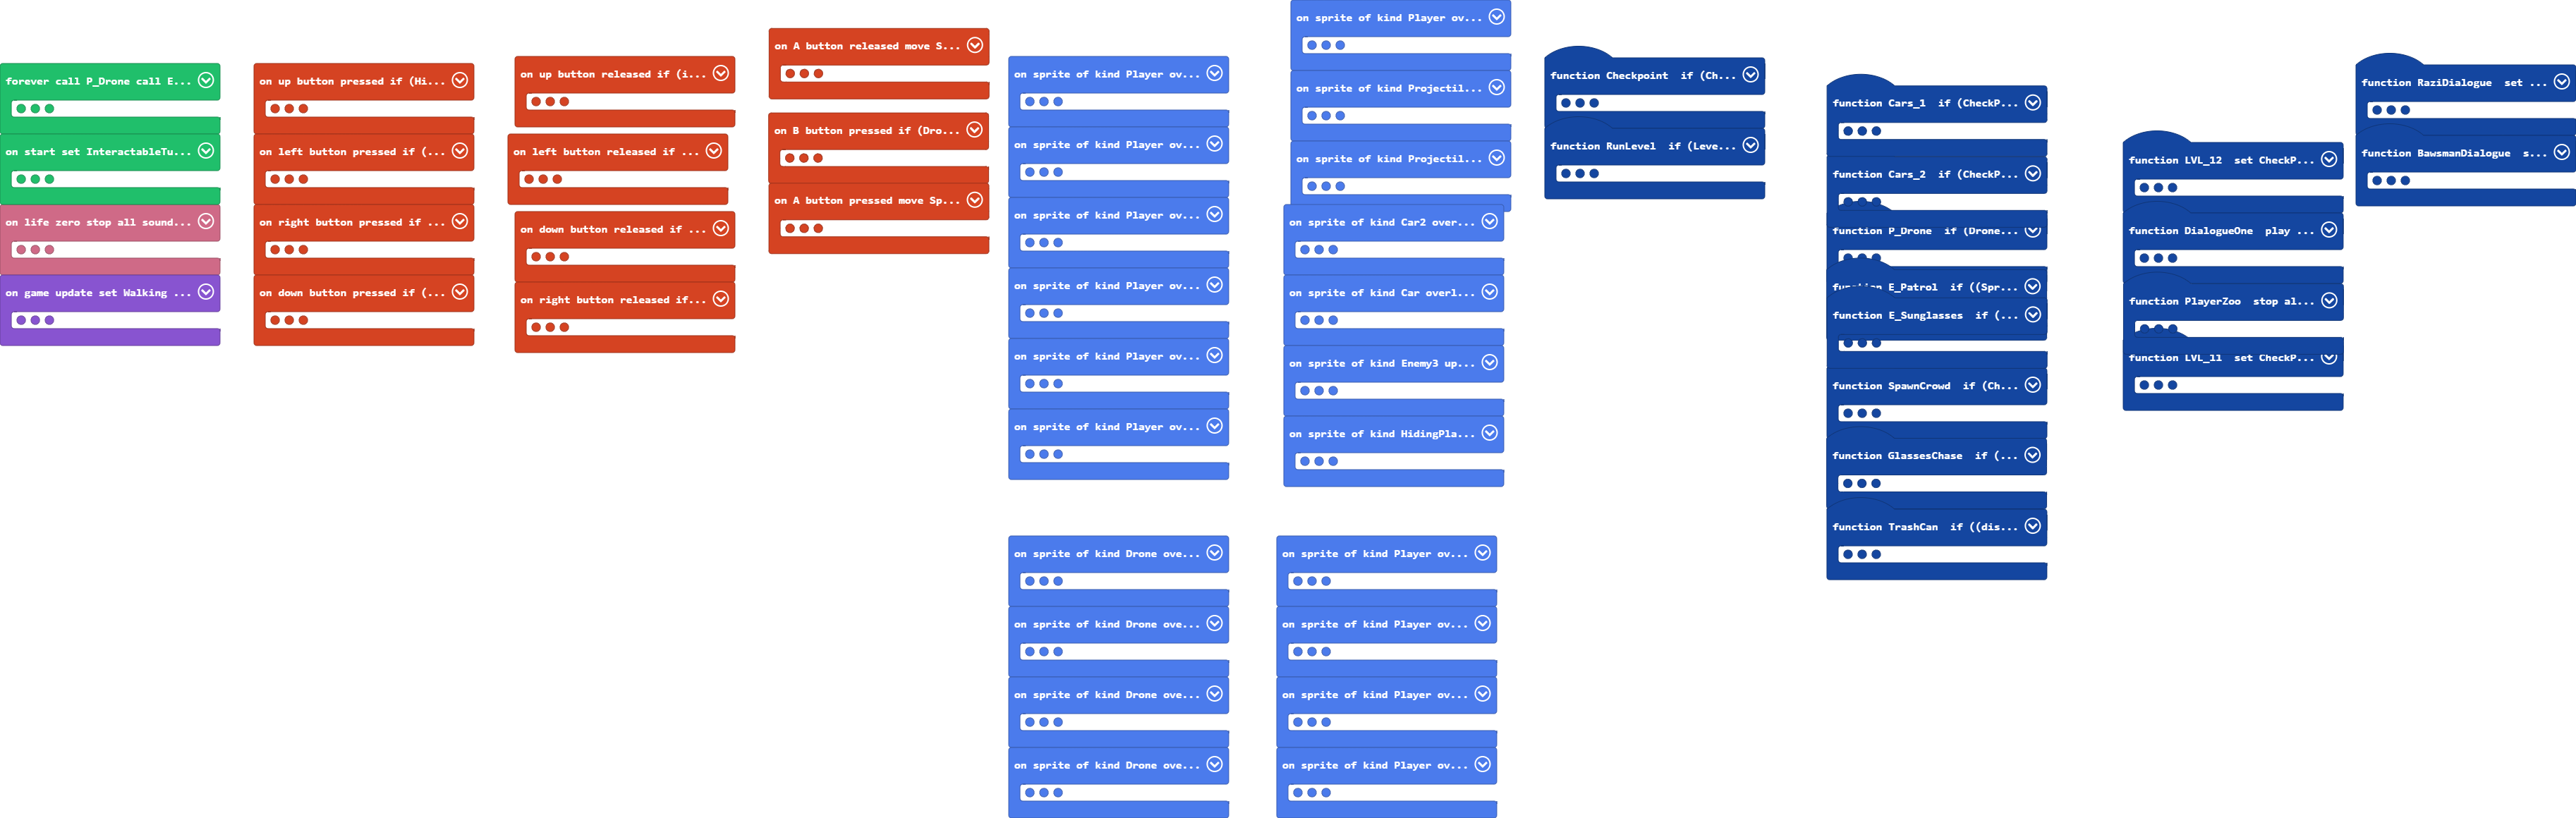 forever call P_Drone call E...
on start set InteractableTu...
on life zero stop all sound...
on game update set Walking ...
on up button pressed if (Hi...
on left button pressed if (...
on right button pressed if ...
on down button pressed if (...
on up button released if (i...
on left button released if ...
on down button released if ...
on right button released if...
on A button released move S...
on B button pressed if (Dro...
on A button pressed move Sp...
on sprite of kind Player ov...
on sprite of kind Player ov...
on sprite of kind Player ov...
on sprite of kind Player ov...
on sprite of kind Player ov...
on sprite of kind Player ov...
on sprite of kind Drone ove...
on sprite of kind Drone ove...
on sprite of kind Drone ove...
on sprite of kind Drone ove...
on sprite of kind Player ov...
on sprite of kind Projectil...
on sprite of kind Projectil...
on sprite of kind Car2 over...
on sprite of kind Car overl...
on sprite of kind Enemy3 up...
on sprite of kind HidingPla...
on sprite of kind Player ov...
on sprite of kind Player ov...
on sprite of kind Player ov...
on sprite of kind Player ov...
function Checkpoint if (Ch...
function RunLevel if (Leve...
function Cars_1 if (CheckP...
function Cars_2 if (CheckP...
function P_Drone if (Drone...
function E_Patrol if ((Spr...
function E_Sunglasses if (...
function SpawnCrowd if (Ch...
function GlassesChase if (...
function TrashCan if ((dis...
function LVL_12 set CheckP...
function DialogueOne play ...
function PlayerZoo stop al...
function LVL_11 set CheckP...
function RaziDialogue set ...
function BawsmanDialogue s...